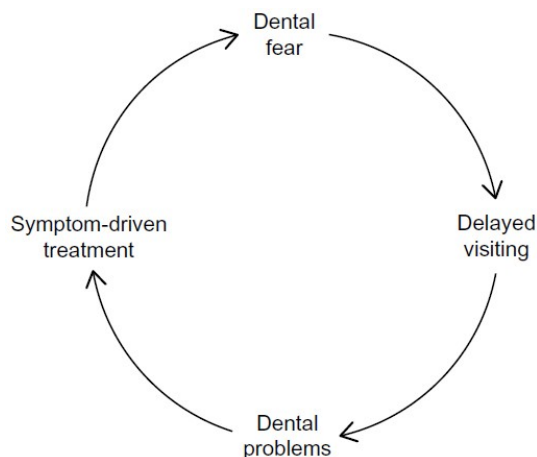 Dental
fear
Delayed
visiting
Dental
problems
Symptom-driven
treatment